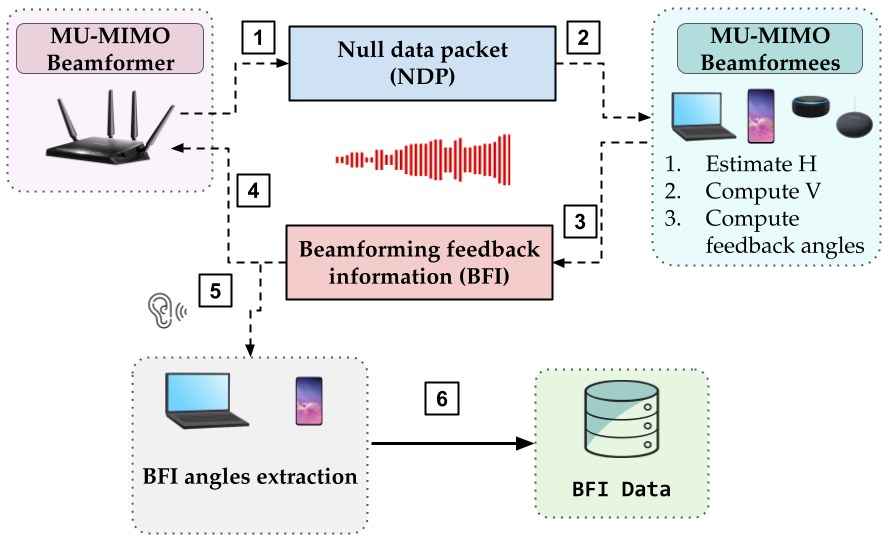 MU-MIMO
Beamformer
1
Null data packet
(NDP)
2
MU-MIMO
Beamformees
1. Estimate H
2. Compute V
3. Compute
feedback angles
3
4
Beamforming feedback
information (BFI)
5
BFI angles extraction
6
BFI Data